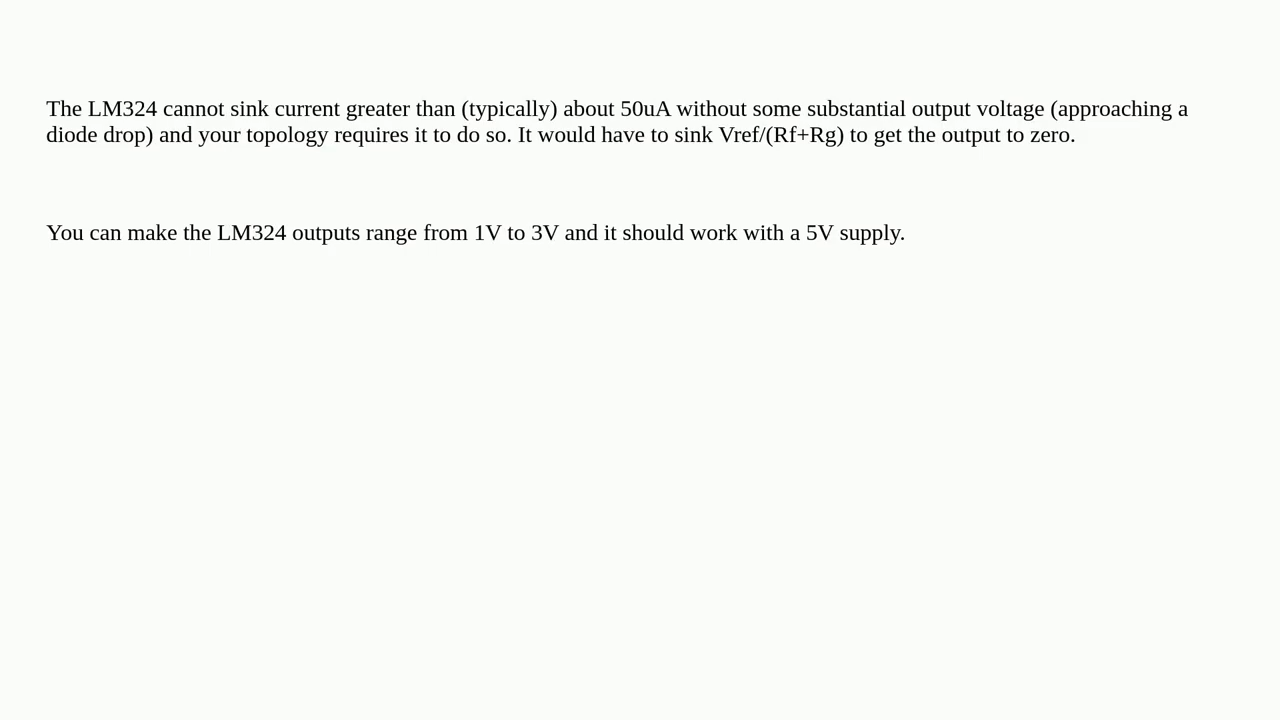 The LM324 cannot sink current greater than (typically) about 50uA without some substantial output voltage (approaching a
diode drop) and your topology requires it to do so. It would have to sink Vref/(Rf+Rg) to get the output to zero.
You can make the LM324 outputs range from 1V to 3V and it should work with a 5V supply.